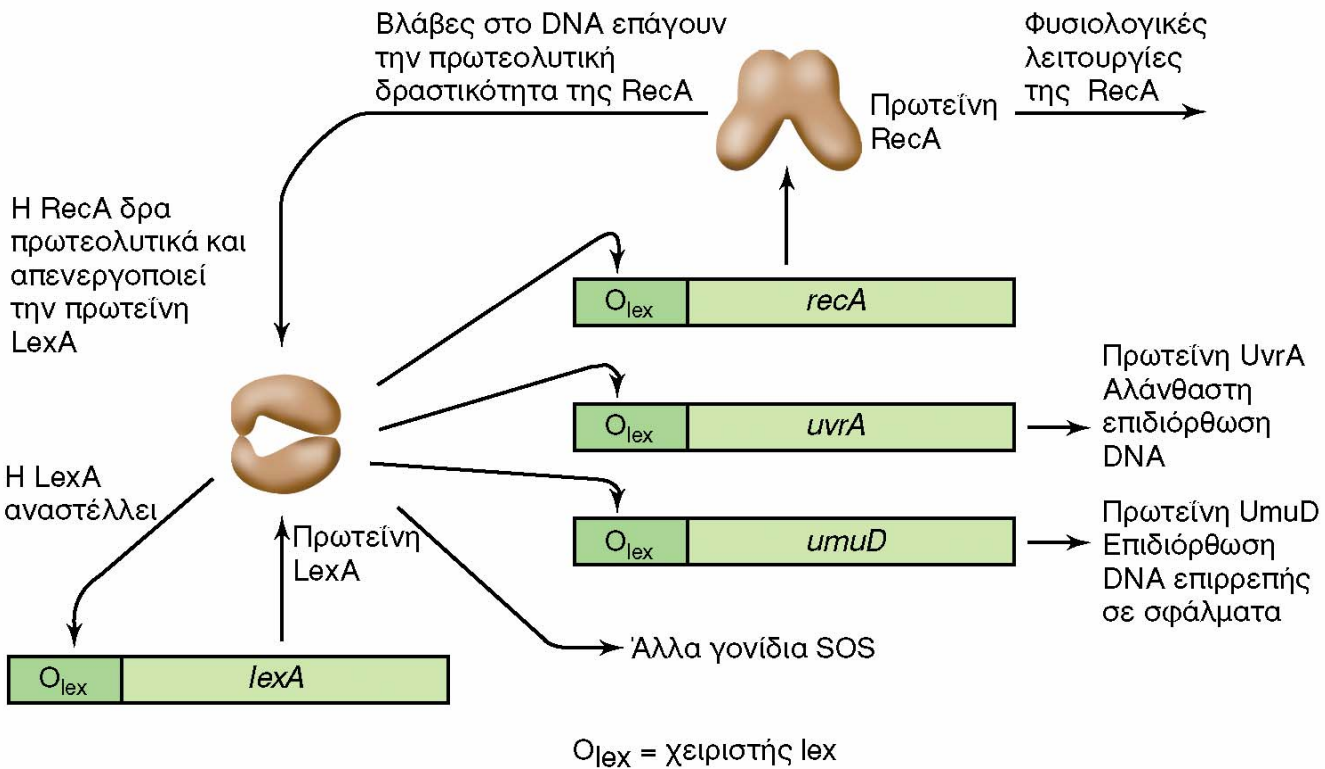 Βλάβες στο DNA επάγουν
την πρωτεολυτική
δραστικότητα της RecA
Φυσιολογικές
λειτουργίες
της RecA
Πρωτεΐνη
RecA
Η RecA δρα
πρωτεολυτικά και
απενεργοποιεί
την πρωτεΐνη
LexA
Olex recA
Olex uvrA
Πρωτεΐνη UvrA
Αλάνθαστη
επιδιόρθωση
DNA
Η LexA
αναστέλλει
Πρωτεΐνη
LexA
Olex umuD
Πρωτεΐνη UmuD
Επιδιόρθωση
DNA επιρρεπής
σε σφάλματα
Άλλα γονίδια SOS
Olex lexA
Olex = χειριστής lex